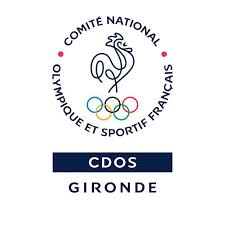 COMITÉ NATIONAL
OLYMPIQUE ET SPORTIF FRANÇAIS
CDOS
GIRONDE